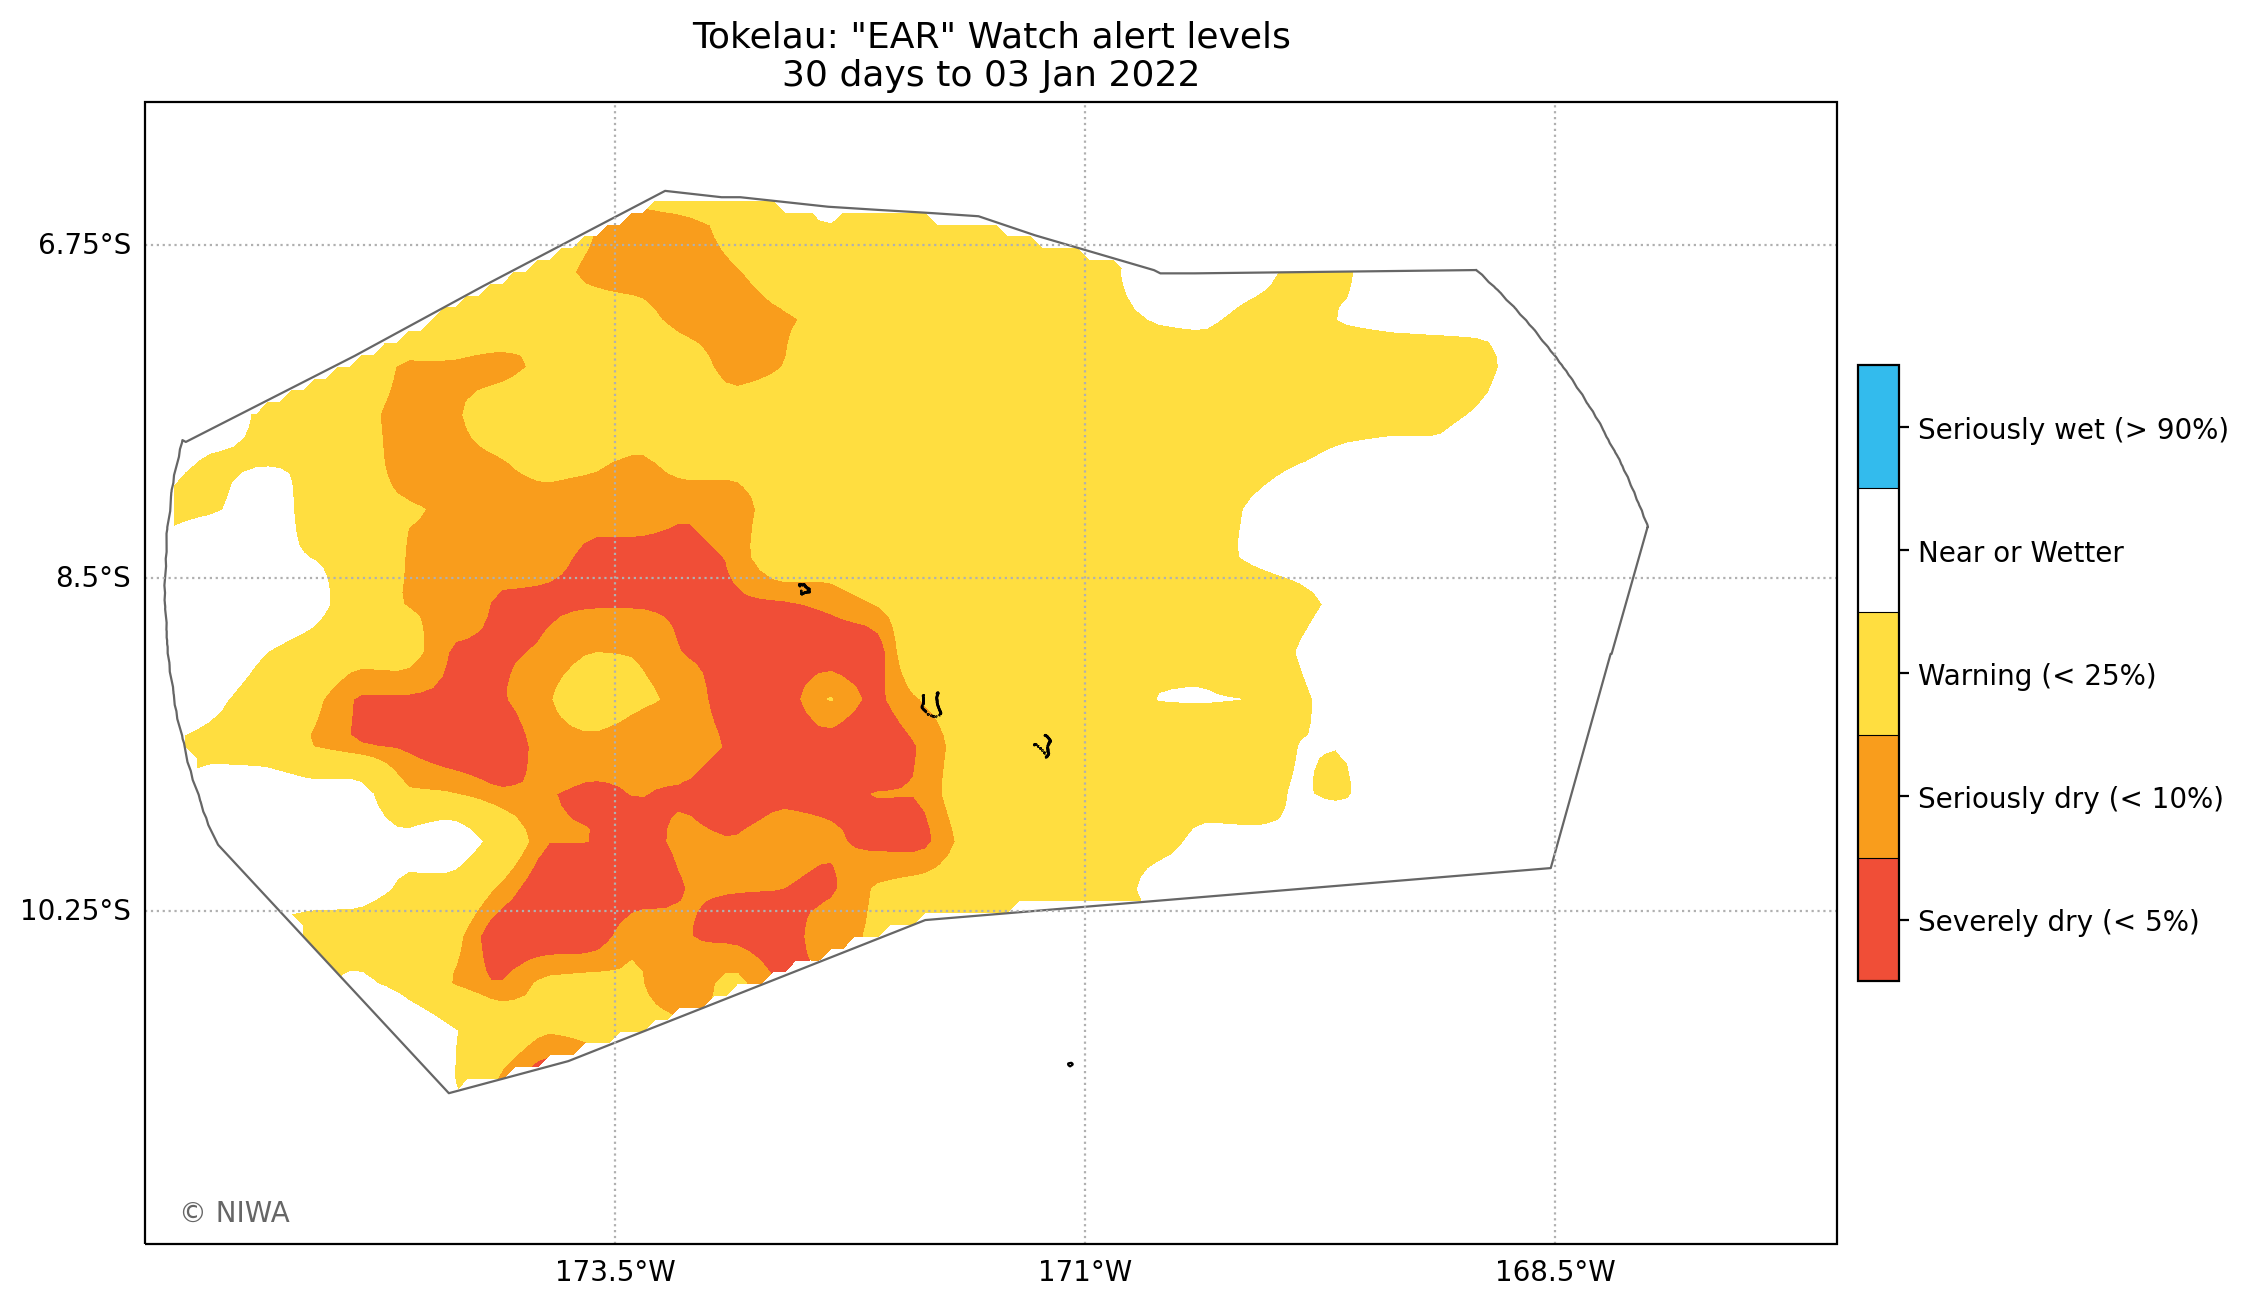 Tokelau: "EAR" Watch alert levels
30 days to 03 Jan 2022
6.75°S
8.5°S
10.25°S
173.5°W
171°W
168.5°W
Seriously wet (> 90%)
Near or Wetter
Warning (< 25%)
Seriously dry (< 10%)
Severely dry (< 5%)
© NIWA